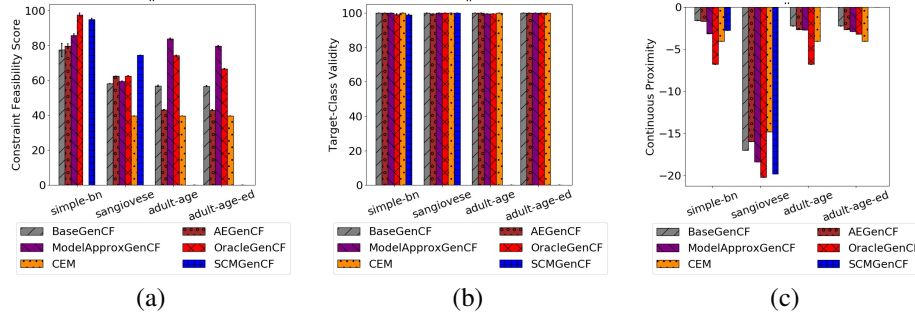 Constraint Feasibility Score
100
80
60
40
20
0
simple-bn
sangiovese
adult-age
adult-age-ed
BaseGenCF
AEGenCF
ModelApproxGenCF
OracleGenCF
CEM
SCMGenCF
(a)
Target-Class Validity
100
80
60
40
20
0
simple-bn
sangiovese
adult-age
adult-age-ed
BaseGenCF
AEGenCF
ModelApproxGenCF
OracleGenCF
CEM
SCMGenCF
(b)
Continuous Proximity
0
−5
−10
−15
−20
simple-bn
sangiovese
adult-age
adult-age-ed
BaseGenCF
AEGenCF
ModelApproxGenCF
OracleGenCF
CEM
SCMGenCF
(c)